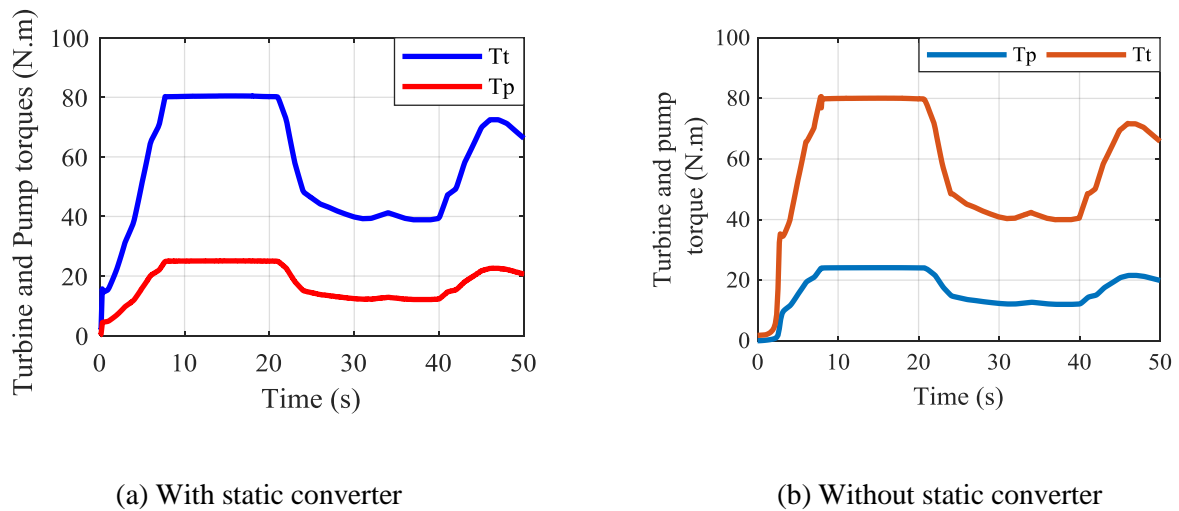 Turbine and Pump torques (N.m)
100
80
60
40
20
0
Tt
Tp
0 10 20 30 40 50
Time (s)
(a) With static converter
Turbine and pump
torque (N.m)
100
80
60
40
20
0
Tp Tt
0 10 20 30 40 50
Time (s)
(b) Without static converter